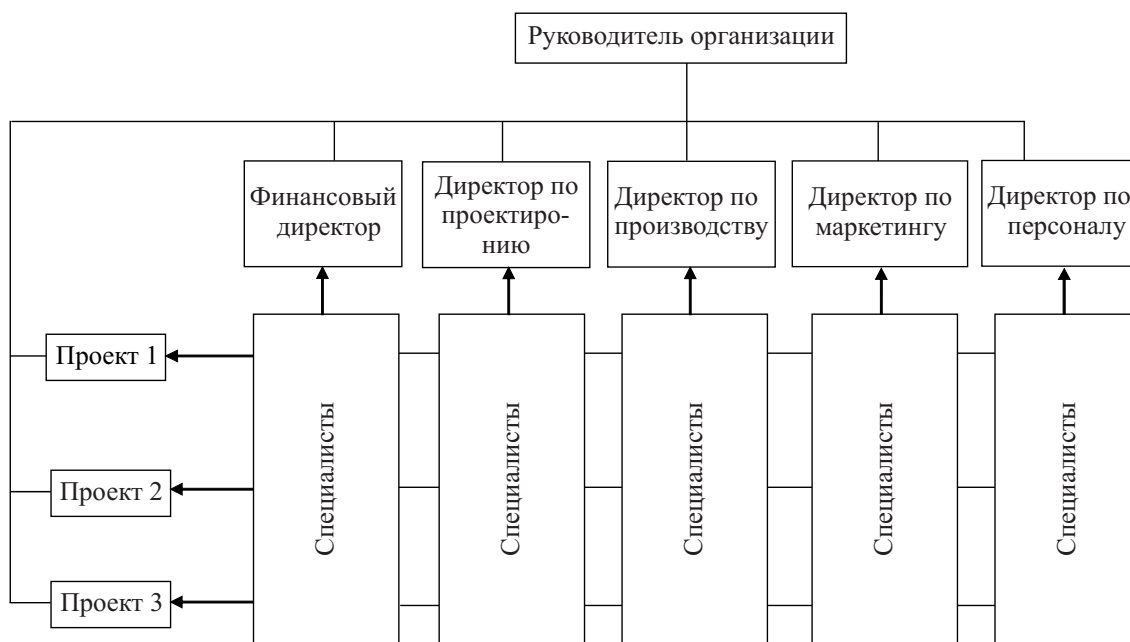 Руководитель организации
Финансовый
директор
Директор по
проектиро-
нию
Директор по
производству
Директор по
маркетингу
Директор по
персоналу
Проект 1
Проект 2
Проект 3
Специалисты
Специалисты
Специалисты
Специалисты
Специалисты